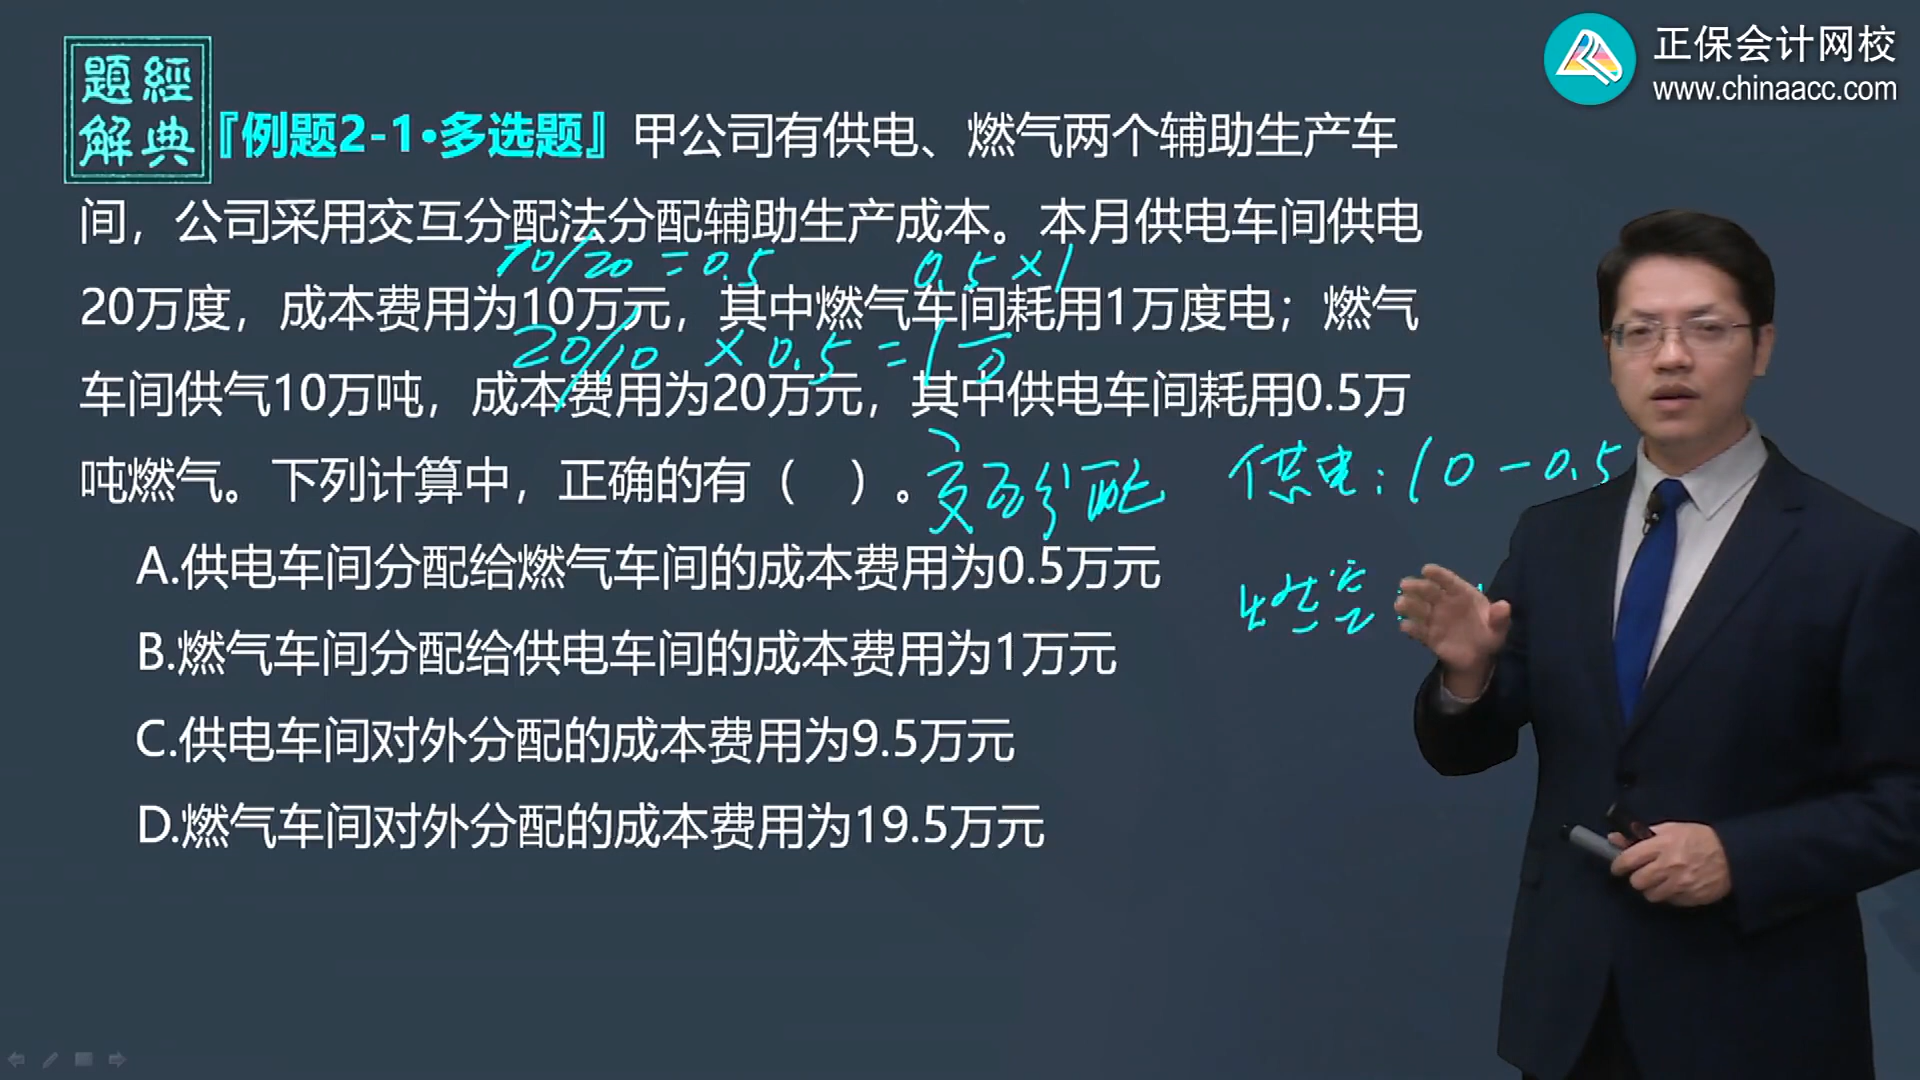 正保会计网校
www.chinaacc.com
題經
解典
『例题2-1·多选题』甲公司有供电、燃气两个辅助生产车
间，公司采用交互分配法分配辅助生产成本。本月供电车间供电
10/20 = 0.5 0.5×1
20万度，成本费用为10万元，其中燃气车间耗用1万度电；燃气
20/10 ×0.5 =1万
车间供气10万吨，成本费用为20万元，其中供电车间耗用0.5万
吨燃气。下列计算中，正确的有（ ）。
交互分配 供电：10-0.5
A.供电车间分配给燃气车间的成本费用为0.5万元
燃气
B.燃气车间分配给供电车间的成本费用为1万元
C.供电车间对外分配的成本费用为9.5万元
D.燃气车间对外分配的成本费用为19.5万元